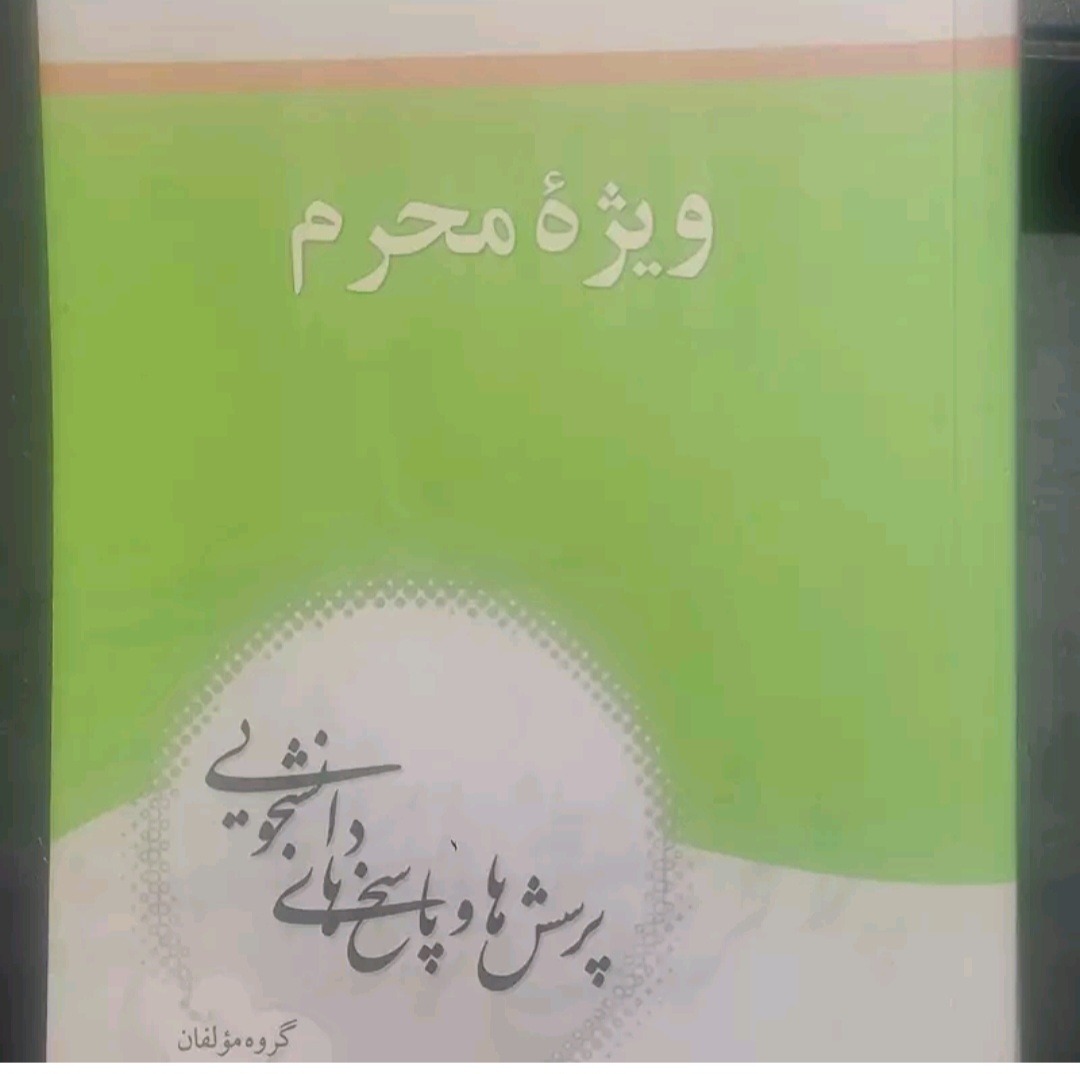 ویژهٔ محرم
پرسش‌ها و پاسخ‌های
دانشجویی
گروه مؤلفان